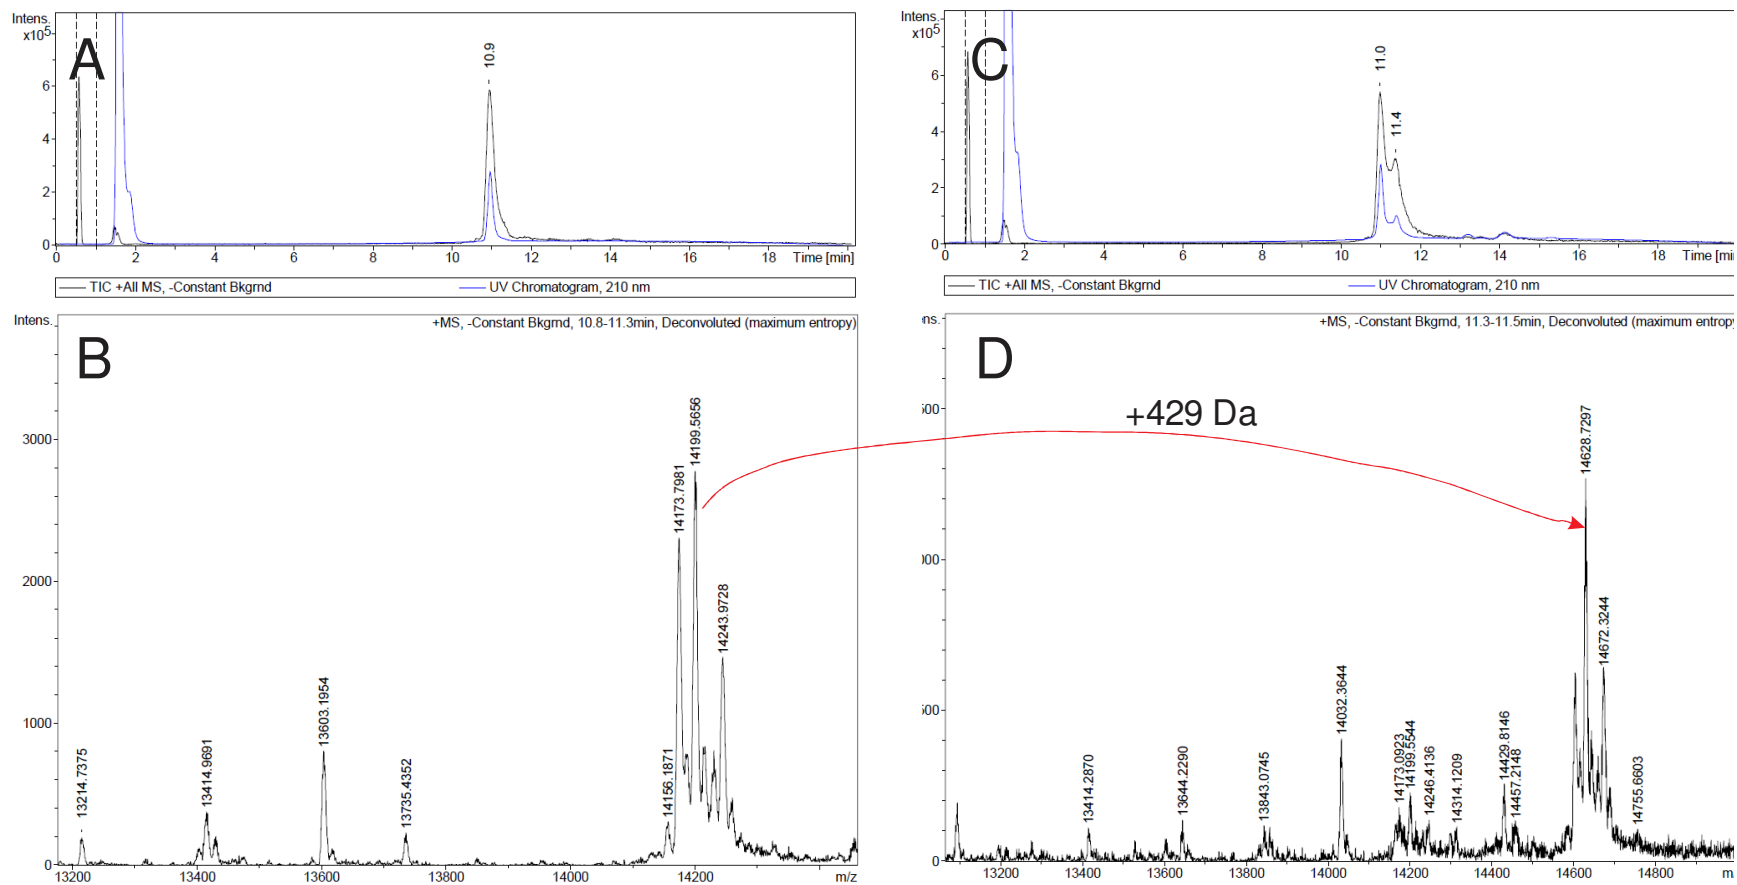 Intens.
x10^5
A
10.9
6
4
2
0
0 2 4 6 8 10 12 14 16 18 Time [min]
TIC +All MS, -Constant Bkgrnd UV Chromatogram, 210 nm
Intens.
+MS, -Constant Bkgrnd, 10.8-11.3min, Deconvoluted (maximum entropy)
B
3000
2000
1000
0
13214.7375
13414.9691
13603.1954
13735.4352
14156.1871
14173.7981
14199.5656
14243.9728
13200 13400 13600 13800 14000 14200 m/z
Intens.
x10^5
C
11.0
11.4
6
4
2
0
0 2 4 6 8 10 12 14 16 18 Time [min
TIC +All MS, -Constant Bkgrnd UV Chromatogram, 210 nm
ns.
+MS, -Constant Bkgrnd, 11.3-11.5min, Deconvoluted (maximum entropy
D
+429 Da
500
000
500
0
13414.2870
13644.2290
13843.0745
14032.3644
14173.0923
14199.5544
14246.4136
14314.1209
14429.8146
14457.2148
14628.7297
14672.3244
14755.6603
13200 13400 13600 13800 14000 14200 14400 14600 14800 m